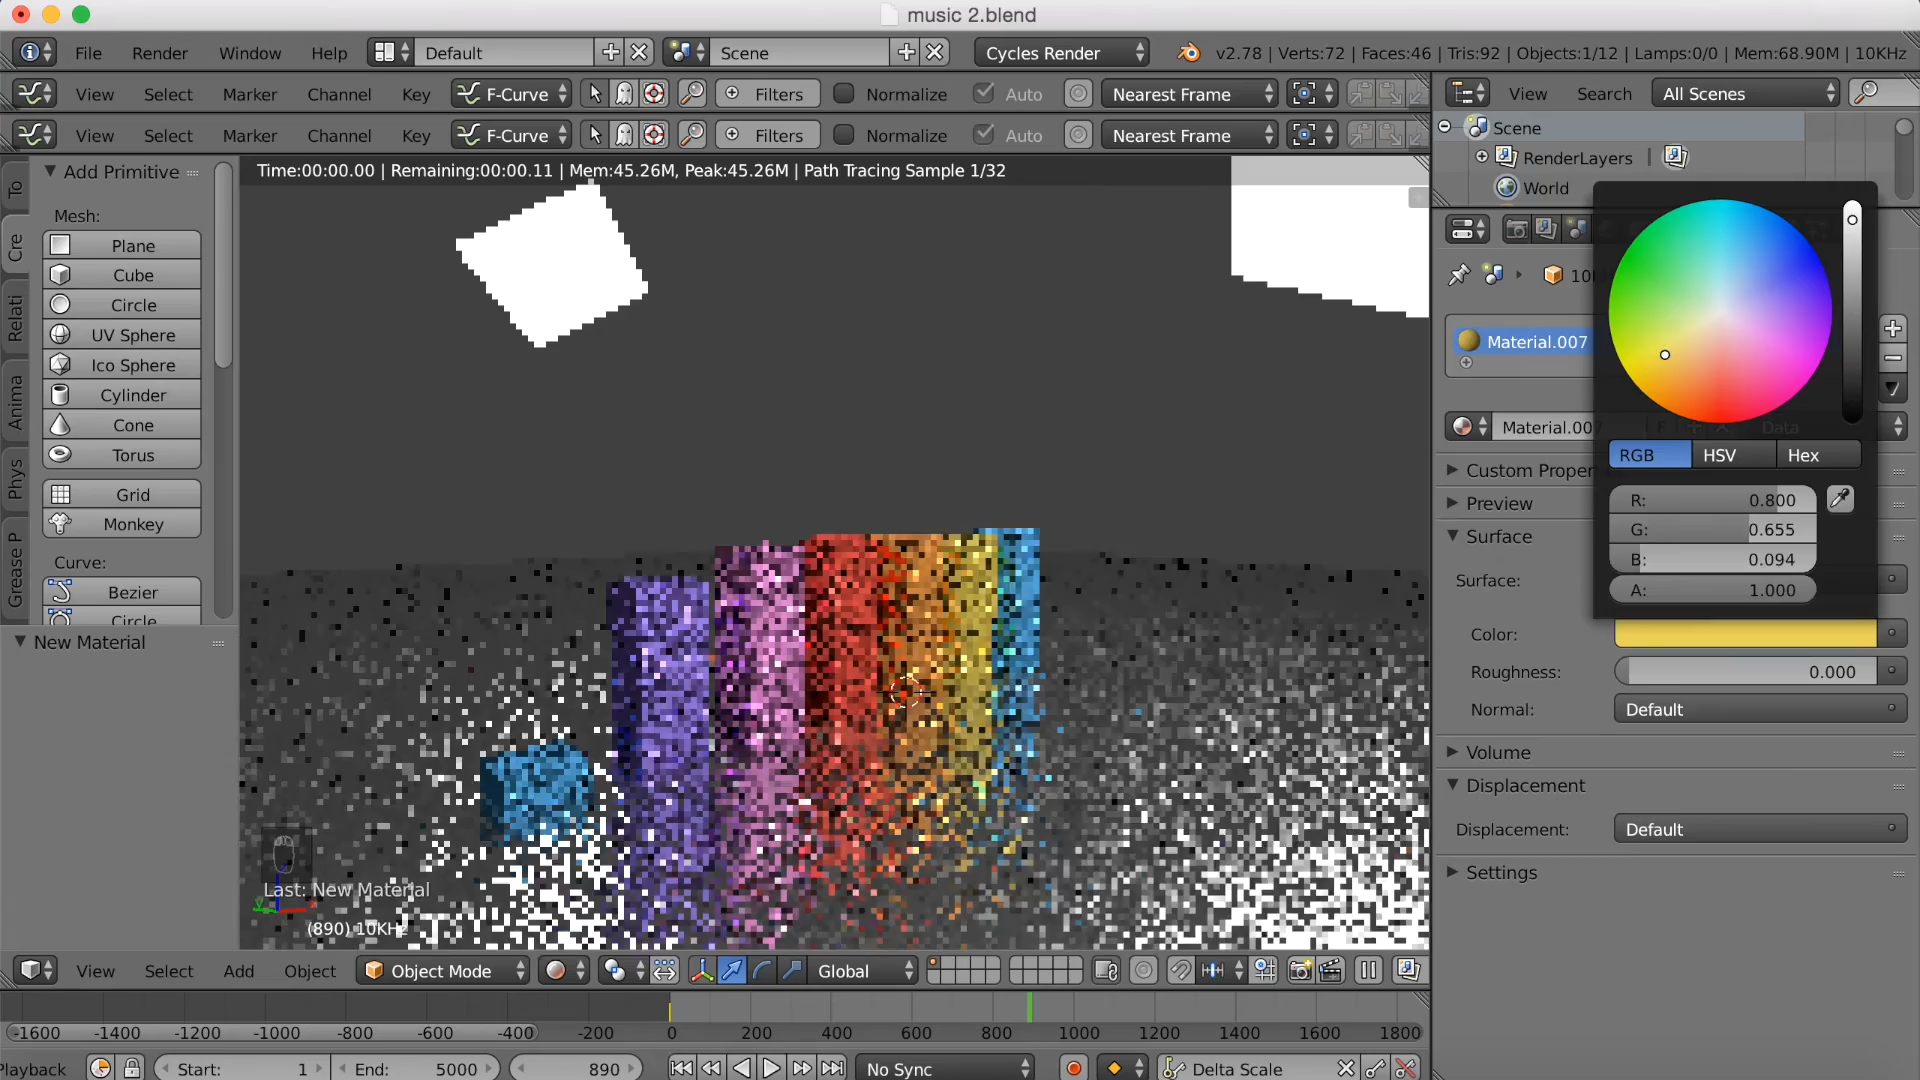 music 2.blend
File Render Window Help Default Scene Cycles Render v2.78 | Verts:72 | Faces:46 | Tris:92 | Objects:1/12 | Lamps:0/0 | Mem:68.90M | 10KHz
View Select Marker Channel Key F-Curve Filters Normalize Auto Nearest Frame View Search All Scenes
View Select Marker Channel Key F-Curve Filters Normalize Auto Nearest Frame
Scene
RenderLayers
World
Time:00:00.00 | Remaining:00:00.11 | Mem:45.26M, Peak:45.26M | Path Tracing Sample 1/32
To
Cre
Relati
Anima
Phys
Grease P
Add Primitive
Mesh:
Plane
Cube
Circle
UV Sphere
Ico Sphere
Cylinder
Cone
Torus
Grid
Monkey
Curve:
Bezier
Circle
New Material
Last: New Material
(890) 10KHz
Material.007
Material.007 F Data
RGB HSV Hex
R: 0.800
G: 0.655
B: 0.094
A: 1.000
Custom Proper
Preview
Surface
Surface:
Color:
Roughness: 0.000
Normal: Default
Volume
Displacement
Displacement: Default
Settings
View Select Add Object Object Mode Global
-1600 -1400 -1200 -1000 -800 -600 -400 -200 0 200 400 600 800 1000 1200 1400 1600 1800
Playback Start: 1 End: 5000 890 No Sync Delta Scale